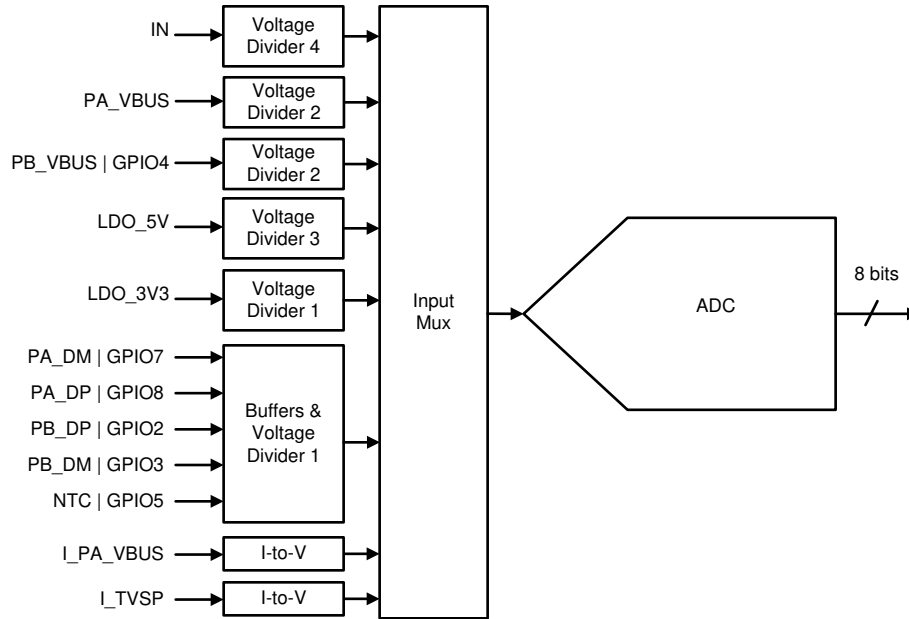 IN
Voltage
Divider 4
PA_VBUS
Voltage
Divider 2
PB_VBUS | GPIO4
Voltage
Divider 2
LDO_5V
Voltage
Divider 3
LDO_3V3
Voltage
Divider 1
PA_DM | GPIO7
PA_DP | GPIO8
PB_DP | GPIO2
PB_DM | GPIO3
NTC | GPIO5
Buffers &
Voltage
Divider 1
I_PA_VBUS
I-to-V
I_TVSP
I-to-V
Input
Mux
ADC
8 bits